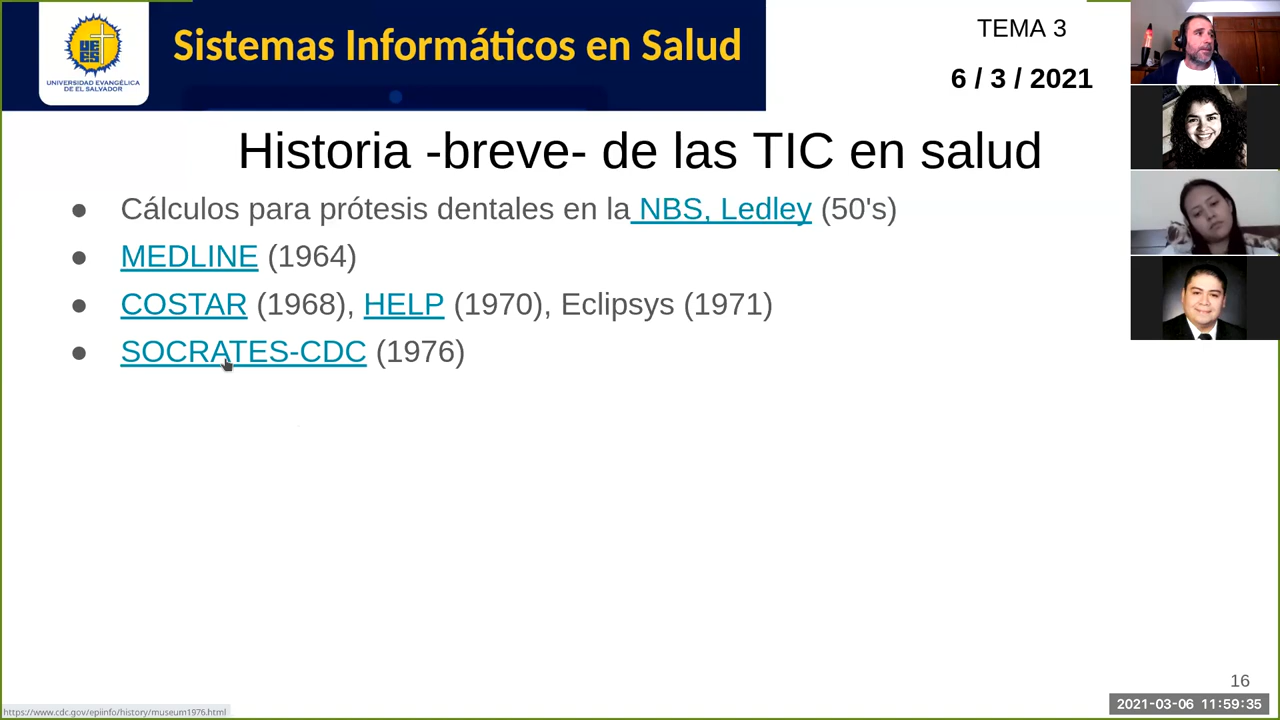 UNIVERSIDAD EVANGÉLICA
DE EL SALVADOR
Sistemas Informáticos en Salud
TEMA 3
6 / 3 / 2021
Historia -breve- de las TIC en salud
● Cálculos para prótesis dentales en la NBS, Ledley (50's)
● MEDLINE (1964)
● COSTAR (1968), HELP (1970), Eclipsys (1971)
● SOCRATES-CDC (1976)
16
https://www.cdc.gov/epiinfo/history/museum1976.html
2021-03-06 11:59:35